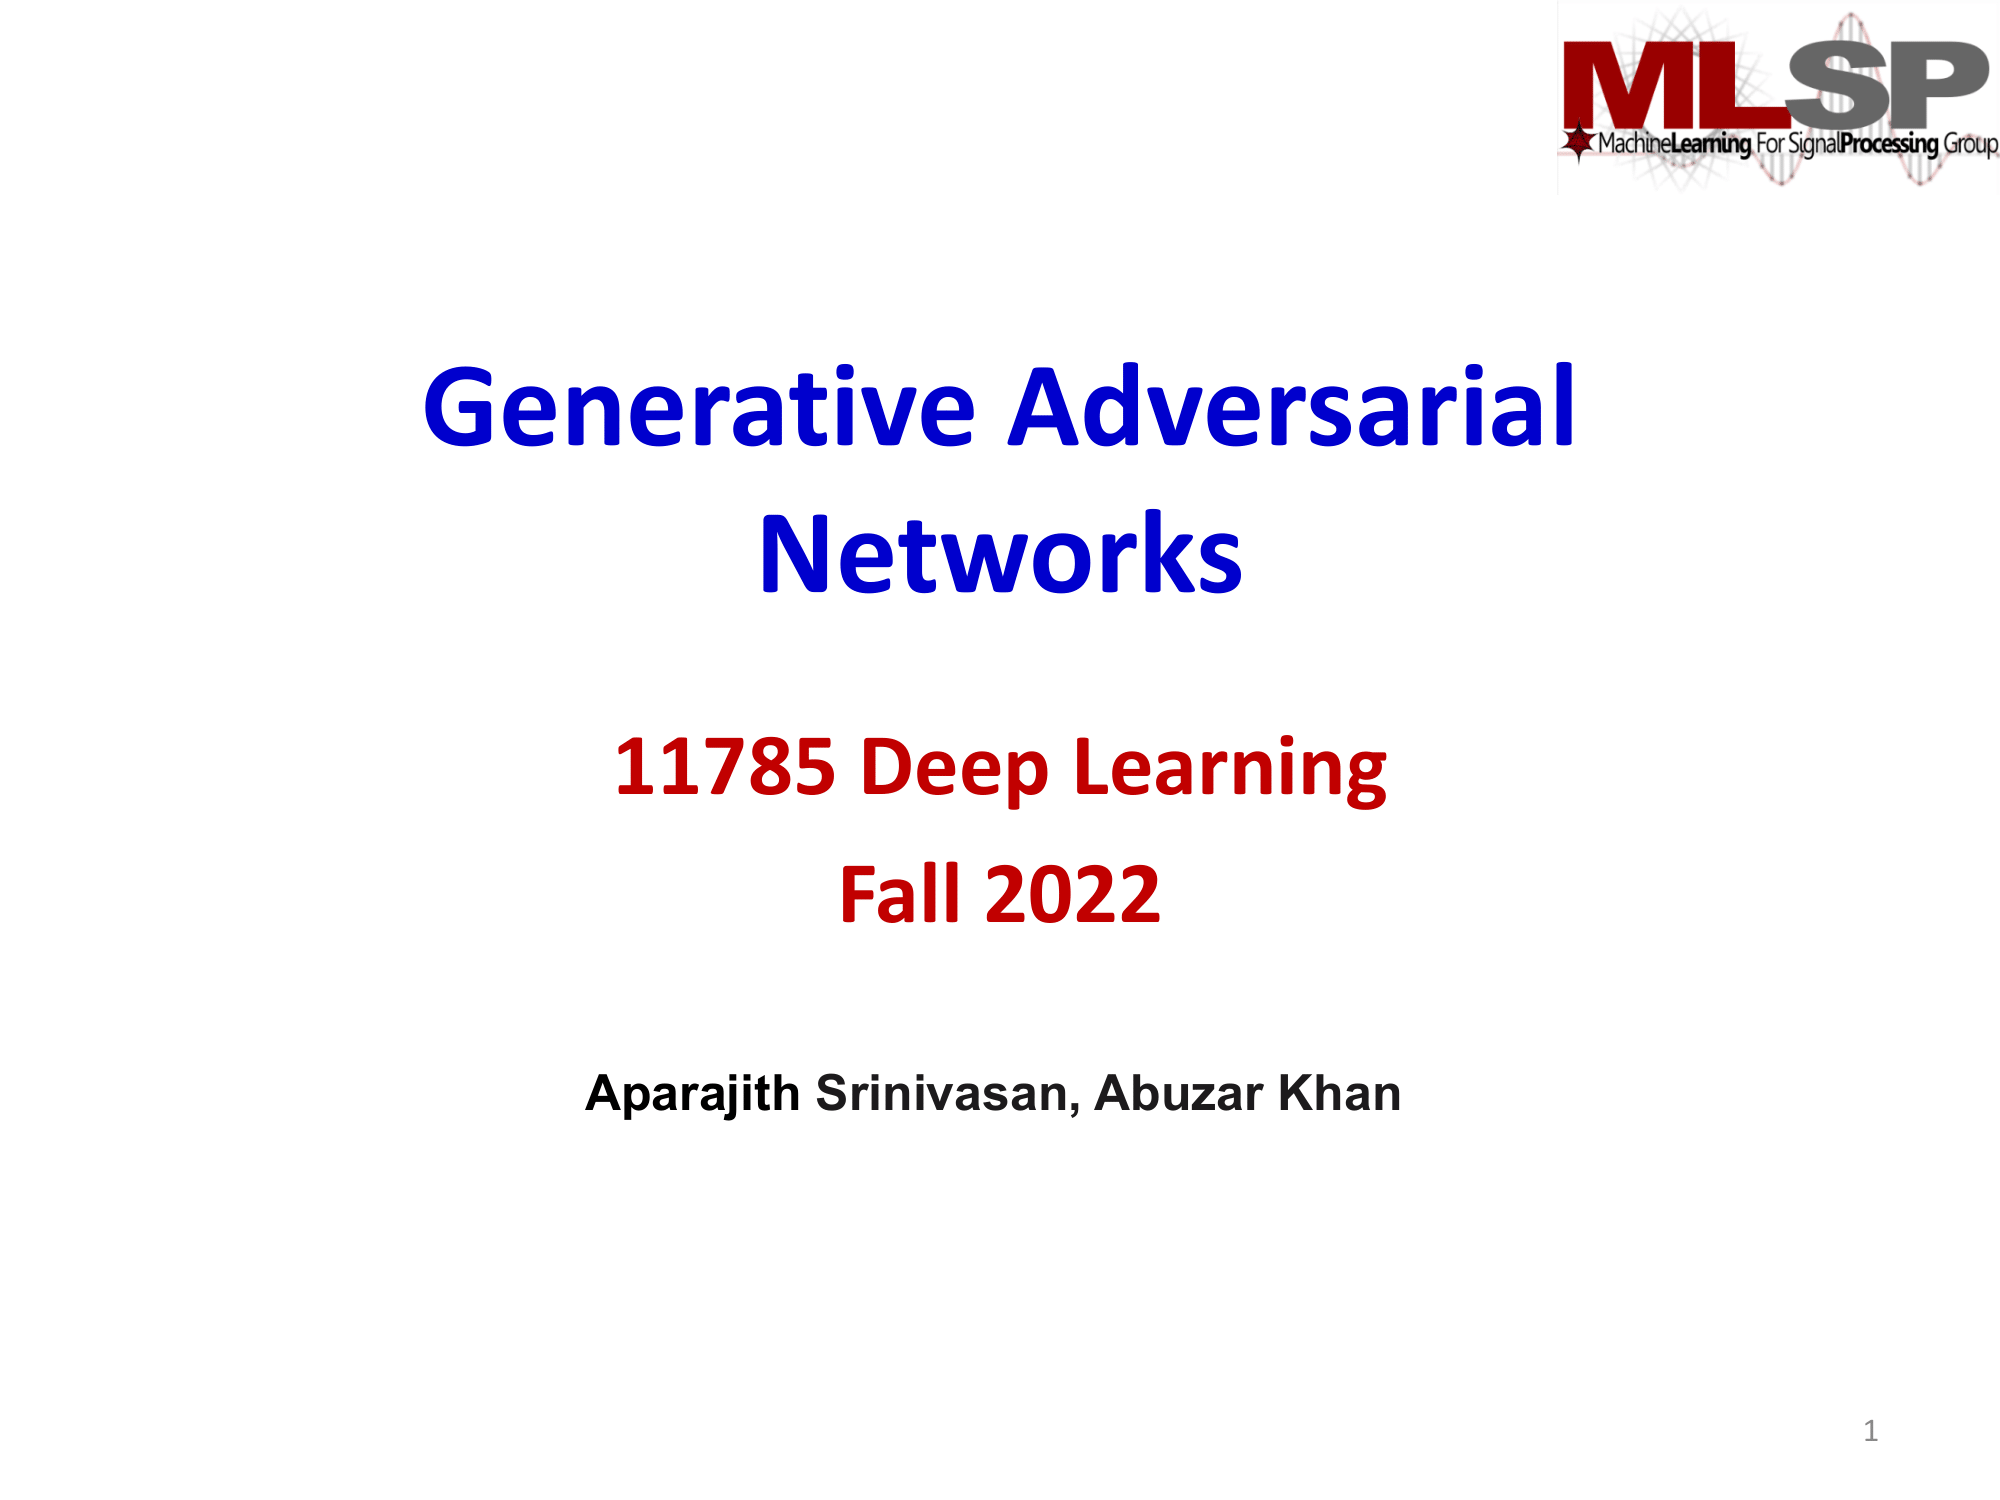 MLSP
MachineLearning For SignalProcessing Group
Generative Adversarial
Networks
11785 Deep Learning
Fall 2022
Aparajith Srinivasan, Abuzar Khan
1